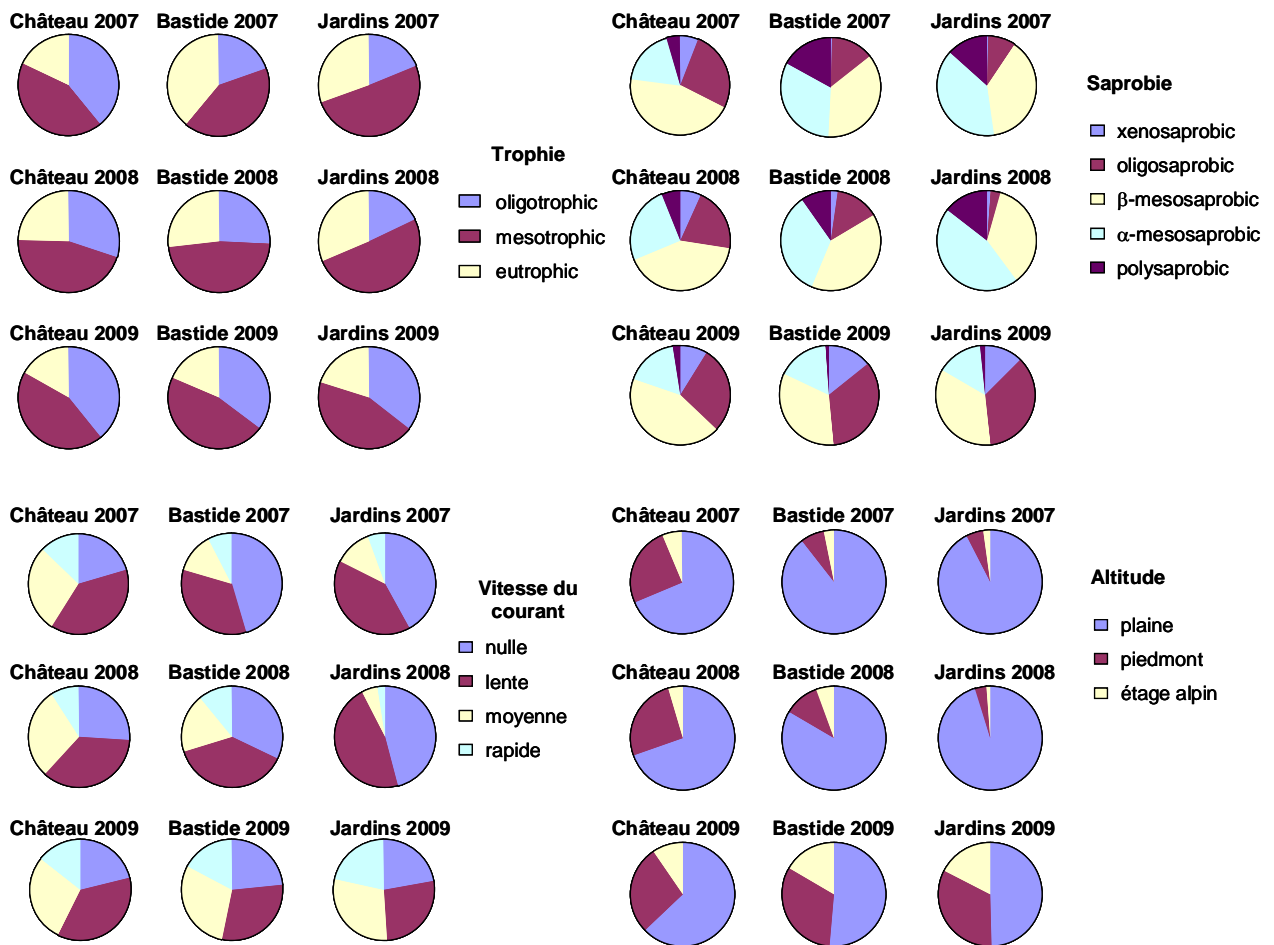 Château 2007
Bastide 2007
Jardins 2007
Château 2008
Bastide 2008
Jardins 2008
Château 2009
Bastide 2009
Jardins 2009
Trophie
oligotrophic
mesotrophic
eutrophic
Château 2007
Bastide 2007
Jardins 2007
Château 2008
Bastide 2008
Jardins 2008
Château 2009
Bastide 2009
Jardins 2009
Saprobie
xenosaprobic
oligosaprobic
β-mesosaprobic
α-mesosaprobic
polysaprobic
Château 2007
Bastide 2007
Jardins 2007
Château 2008
Bastide 2008
Jardins 2008
Château 2009
Bastide 2009
Jardins 2009
Vitesse du
courant
nulle
lente
moyenne
rapide
Château 2007
Bastide 2007
Jardins 2007
Château 2008
Bastide 2008
Jardins 2008
Château 2009
Bastide 2009
Jardins 2009
Altitude
plaine
piedmont
étage alpin